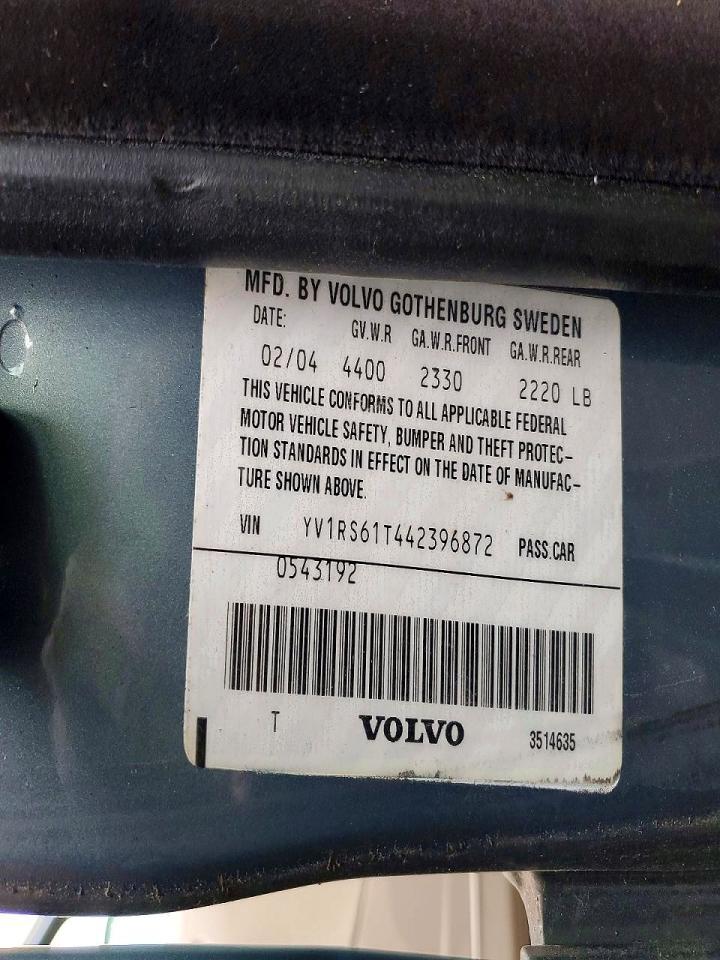 MFD. BY VOLVO GOTHENBURG SWEDEN
DATE: GV.W.R GA.W.R.FRONT GA.W.R.REAR
02/04 4400 2330 2220 LB
THIS VEHICLE CONFORMS TO ALL APPLICABLE FEDERAL
MOTOR VEHICLE SAFETY, BUMPER AND THEFT PROTEC-
TION STANDARDS IN EFFECT ON THE DATE OF MANUFAC-
TURE SHOWN ABOVE.
VIN YV1RS61T442396872 PASS.CAR
0543192
T VOLVO 3514635